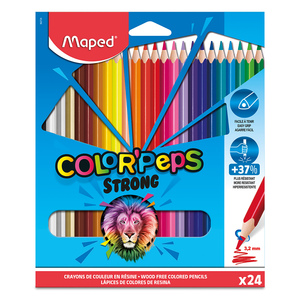 Maped
FACILE À TENIR
EASY GRIP
AGARRE FÁCIL
COLOR'PEPS
STRONG
+37%
PLUS RÉSISTANT
MORE RESISTANT
HIPERRESISTENTE
3,2 mm
CRAYONS DE COULEUR EN RÉSINE - WOOD FREE COLORED PENCILS
LÁPICES DE COLORES DE RESINA
x24